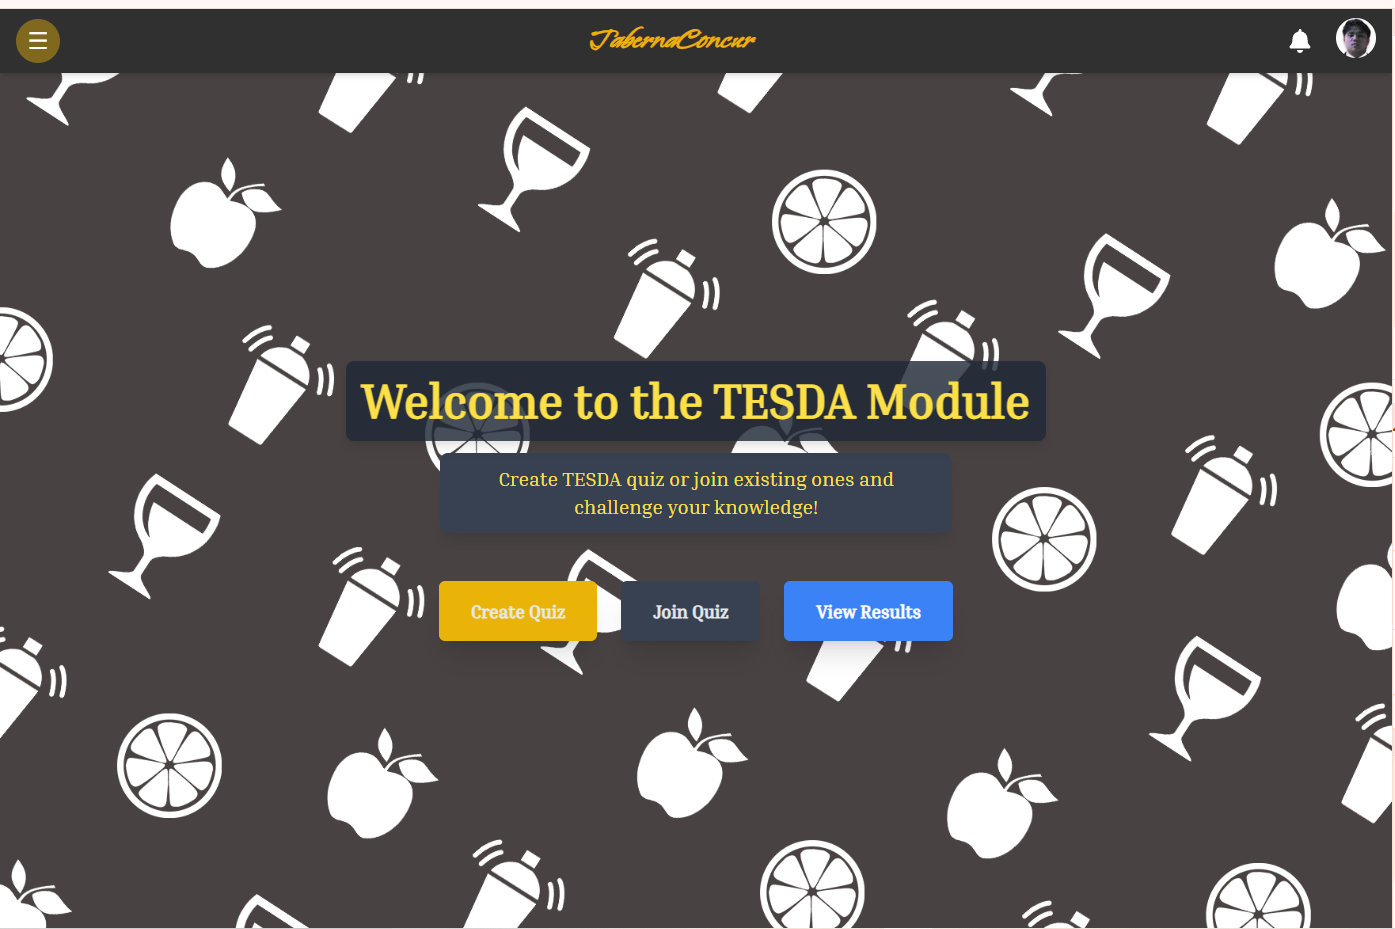 TabernaConcur
Welcome to the TESDA Module
Create TESDA quiz or join existing ones and
challenge your knowledge!
Create Quiz
Join Quiz
View Results